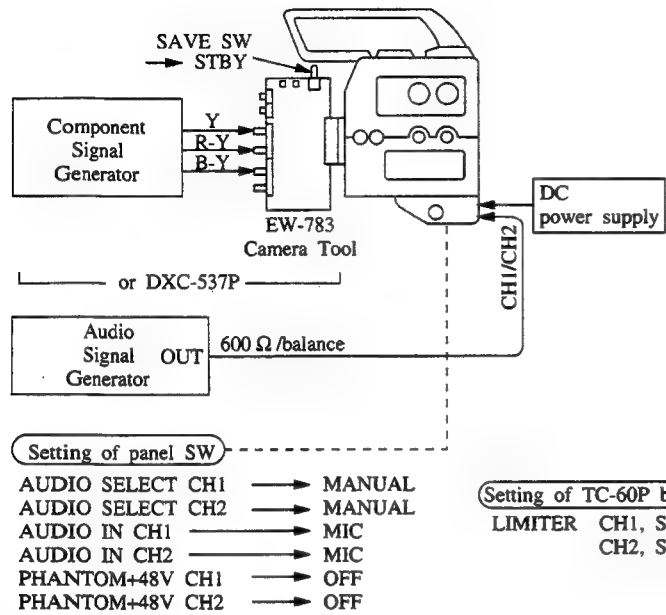 SAVE SW
→ STBY
Component
Signal
Generator
Y
R-Y
B-Y
EW-783
Camera Tool
DC
power supply
CH1/CH2
or DXC-537P
Audio
Signal
Generator
OUT
600 Ω/balance
Setting of panel SW
AUDIO SELECT CH1 → MANUAL
AUDIO SELECT CH2 → MANUAL
AUDIO IN CH1 → MIC
AUDIO IN CH2 → MIC
PHANTOM+48V CH1 → OFF
PHANTOM+48V CH2 → OFF
Setting of TC-60P b
LIMITER CH1, S
CH2, S